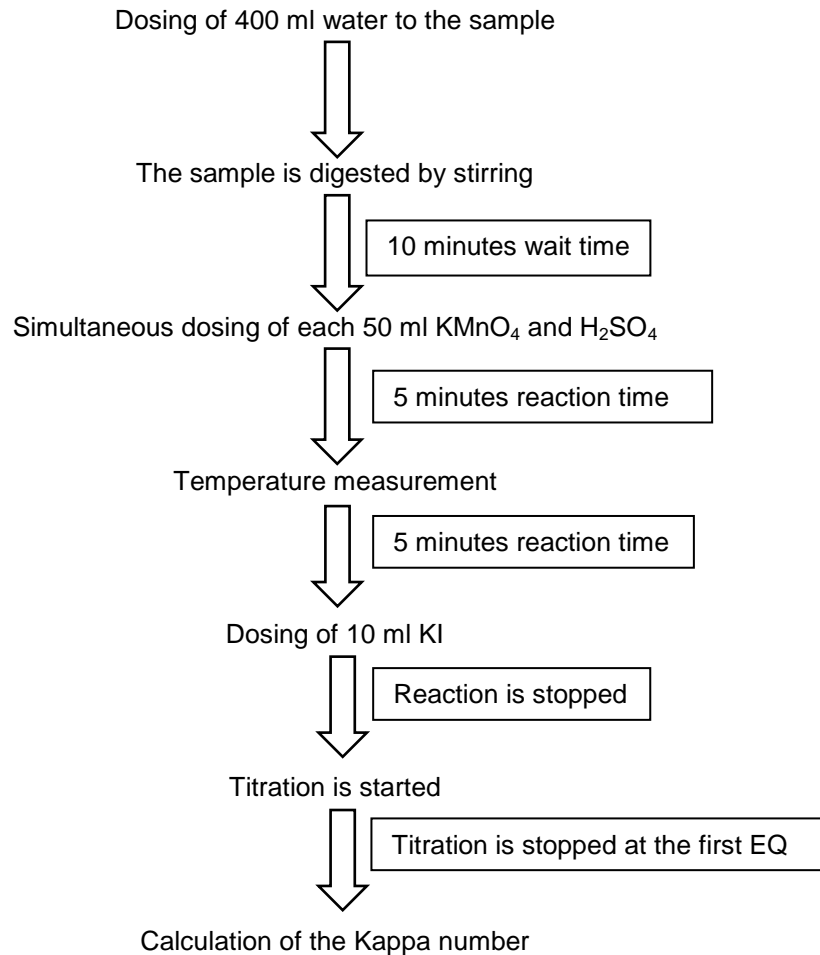 Dosing of 400 ml water to the sample
The sample is digested by stirring
10 minutes wait time
Simultaneous dosing of each 50 ml KMnO₄ and H₂SO₄
5 minutes reaction time
Temperature measurement
5 minutes reaction time
Dosing of 10 ml KI
Reaction is stopped
Titration is started
Titration is stopped at the first EQ
Calculation of the Kappa number